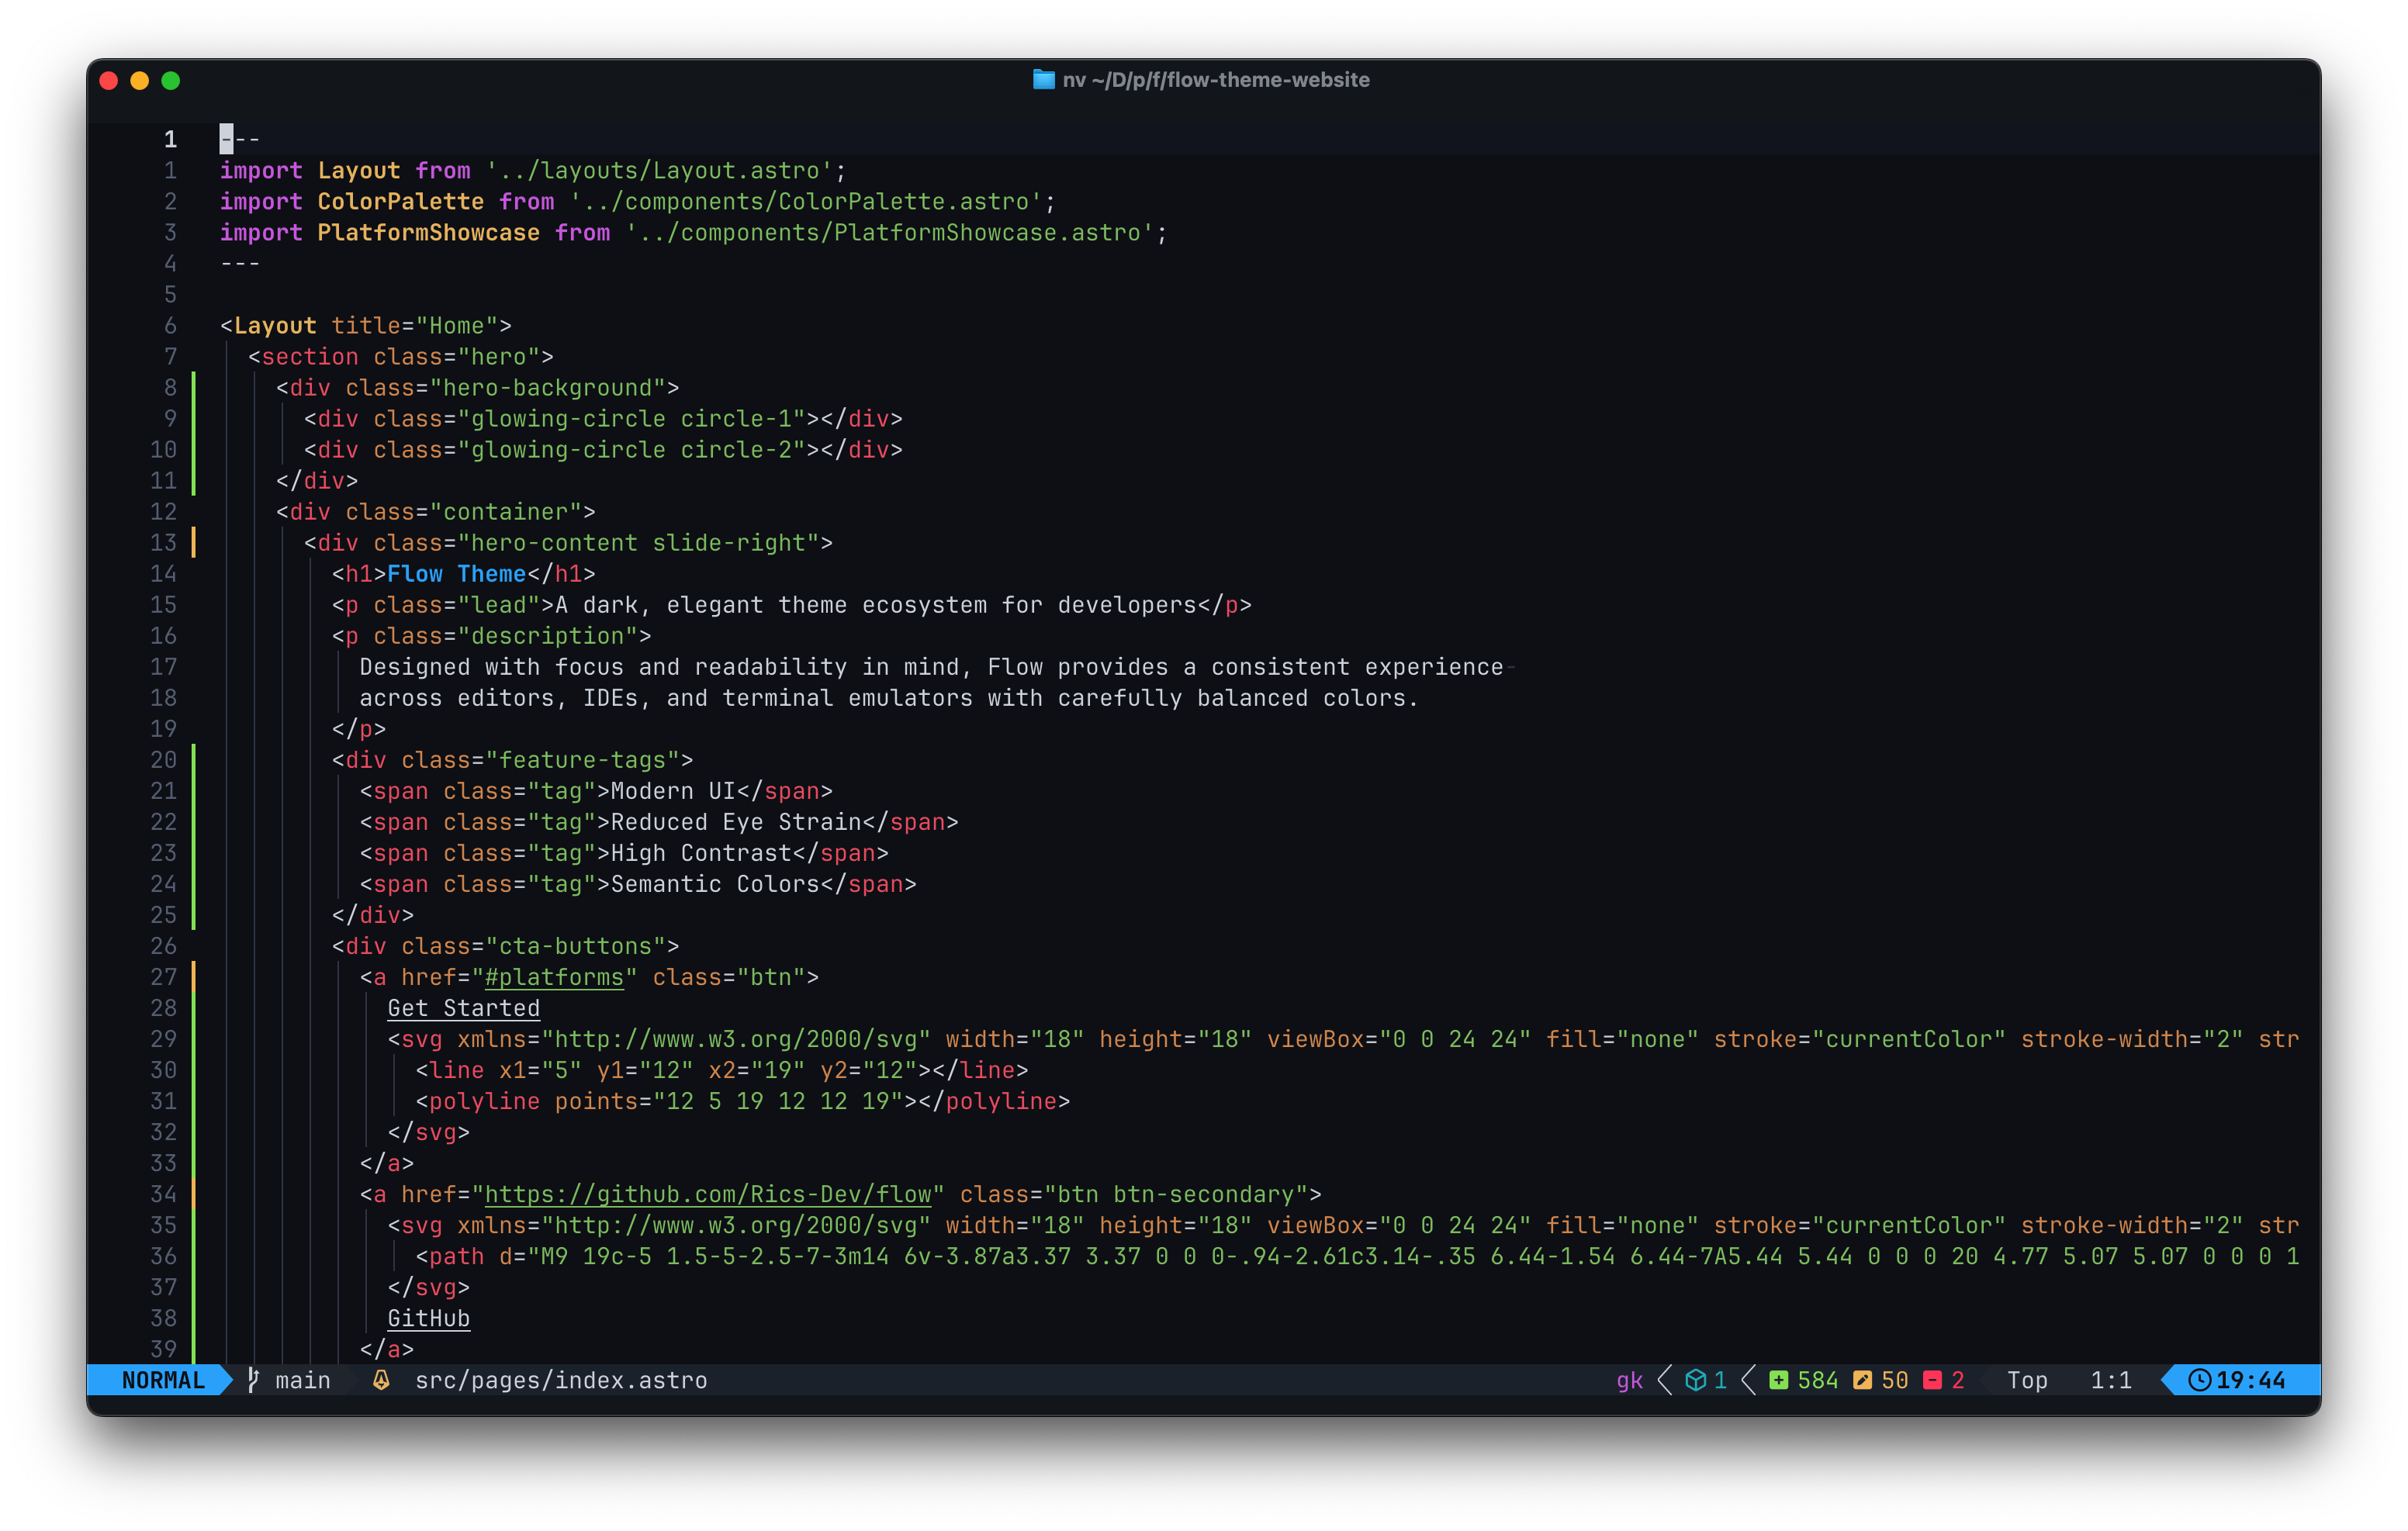 nv ~/D/p/f/flow-theme-website
1 ---
1 import Layout from '../layouts/Layout.astro';
2 import ColorPalette from '../components/ColorPalette.astro';
3 import PlatformShowcase from '../components/PlatformShowcase.astro';
4 ---
5
6 <Layout title="Home">
7 <section class="hero">
8 <div class="hero-background">
9 <div class="glowing-circle circle-1"></div>
10 <div class="glowing-circle circle-2"></div>
11 </div>
12 <div class="container">
13 <div class="hero-content slide-right">
14 <h1>Flow Theme</h1>
15 <p class="lead">A dark, elegant theme ecosystem for developers</p>
16 <p class="description">
17 Designed with focus and readability in mind, Flow provides a consistent experience-
18 across editors, IDEs, and terminal emulators with carefully balanced colors.
19 </p>
20 <div class="feature-tags">
21 <span class="tag">Modern UI</span>
22 <span class="tag">Reduced Eye Strain</span>
23 <span class="tag">High Contrast</span>
24 <span class="tag">Semantic Colors</span>
25 </div>
26 <div class="cta-buttons">
27 <a href="#platforms" class="btn">
28 Get Started
29 <svg xmlns="http://www.w3.org/2000/svg" width="18" height="18" viewBox="0 0 24 24" fill="none" stroke="currentColor" stroke-width="2" str
30 <line x1="5" y1="12" x2="19" y2="12"></line>
31 <polyline points="12 5 19 12 12 19"></polyline>
32 </svg>
33 </a>
34 <a href="https://github.com/Rics-Dev/flow" class="btn btn-secondary">
35 <svg xmlns="http://www.w3.org/2000/svg" width="18" height="18" viewBox="0 0 24 24" fill="none" stroke="currentColor" stroke-width="2" str
36 <path d="M9 19c-5 1.5-5-2.5-7-3m14 6v-3.87a3.37 3.37 0 0 0-.94-2.61c3.14-.35 6.44-1.54 6.44-7A5.44 5.44 0 0 0 20 4.77 5.07 5.07 0 0 0 1
37 </svg>
38 GitHub
39 </a>
NORMAL main src/pages/index.astro gk 1 584 50 2 Top 1:1 19:44